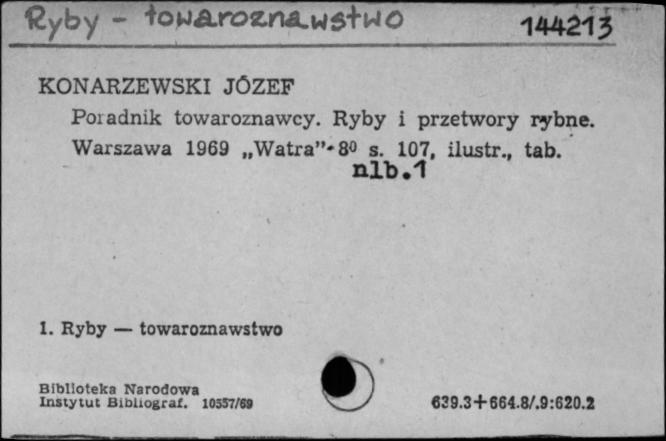 Ryby - towaroznawstwo 144213
KONARZEWSKI JÓZEF
Poradnik towaroznawcy. Ryby i przetwory rybne.
Warszawa 1969 „Watra” 8⁰ s. 107, ilustr., tab.
nlb.1
1. Ryby — towaroznawstwo
Biblioteka Narodowa
Instytut Bibliograf. 10557/69 639.3+664.8/.9:620.2